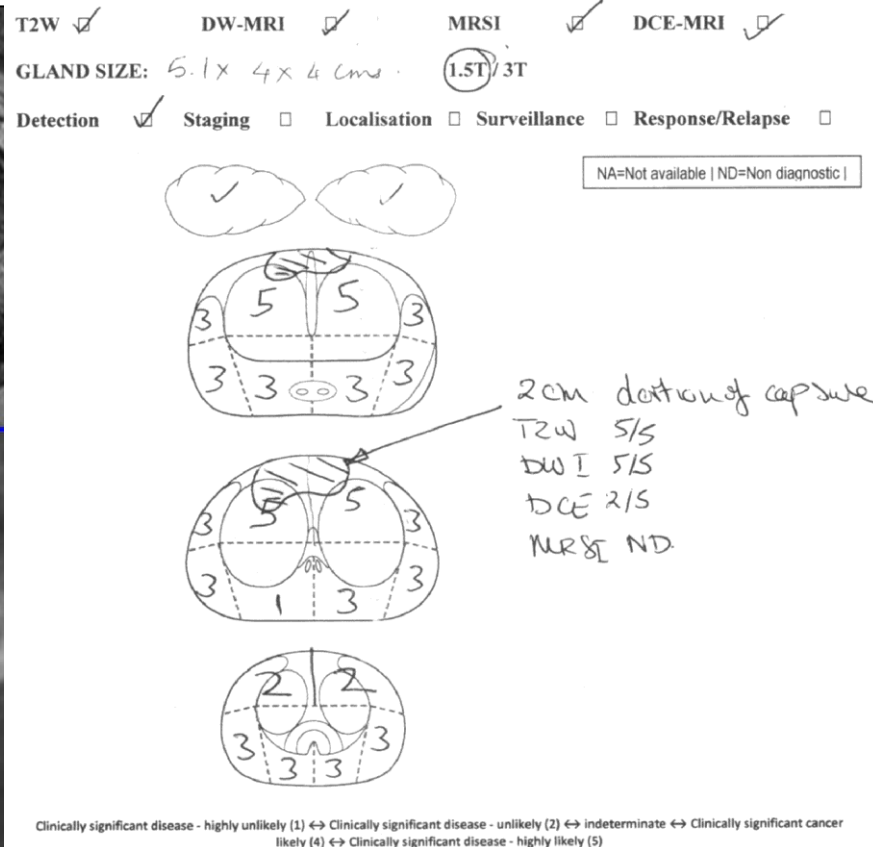 T2W DW-MRI MRSI DCE-MRI
GLAND SIZE: 5.1 x 4 x 4 cms. 1.5T / 3T
Detection Staging Localisation Surveillance Response/Relapse
NA=Not available | ND=Non diagnostic |
5 5
3 3
3 3 3 3
2cm of capsure
T2W 5/5
DWI 5/5
DCE 2/5
MRSI ND.
5 5
3 3
3 1 3 3
2 2
3 3 3 3
Clinically significant disease - highly unlikely (1) ↔ Clinically significant disease - unlikely (2) ↔ indeterminate ↔ Clinically significant cancer
likely (4) ↔ Clinically significant disease - highly likely (5)